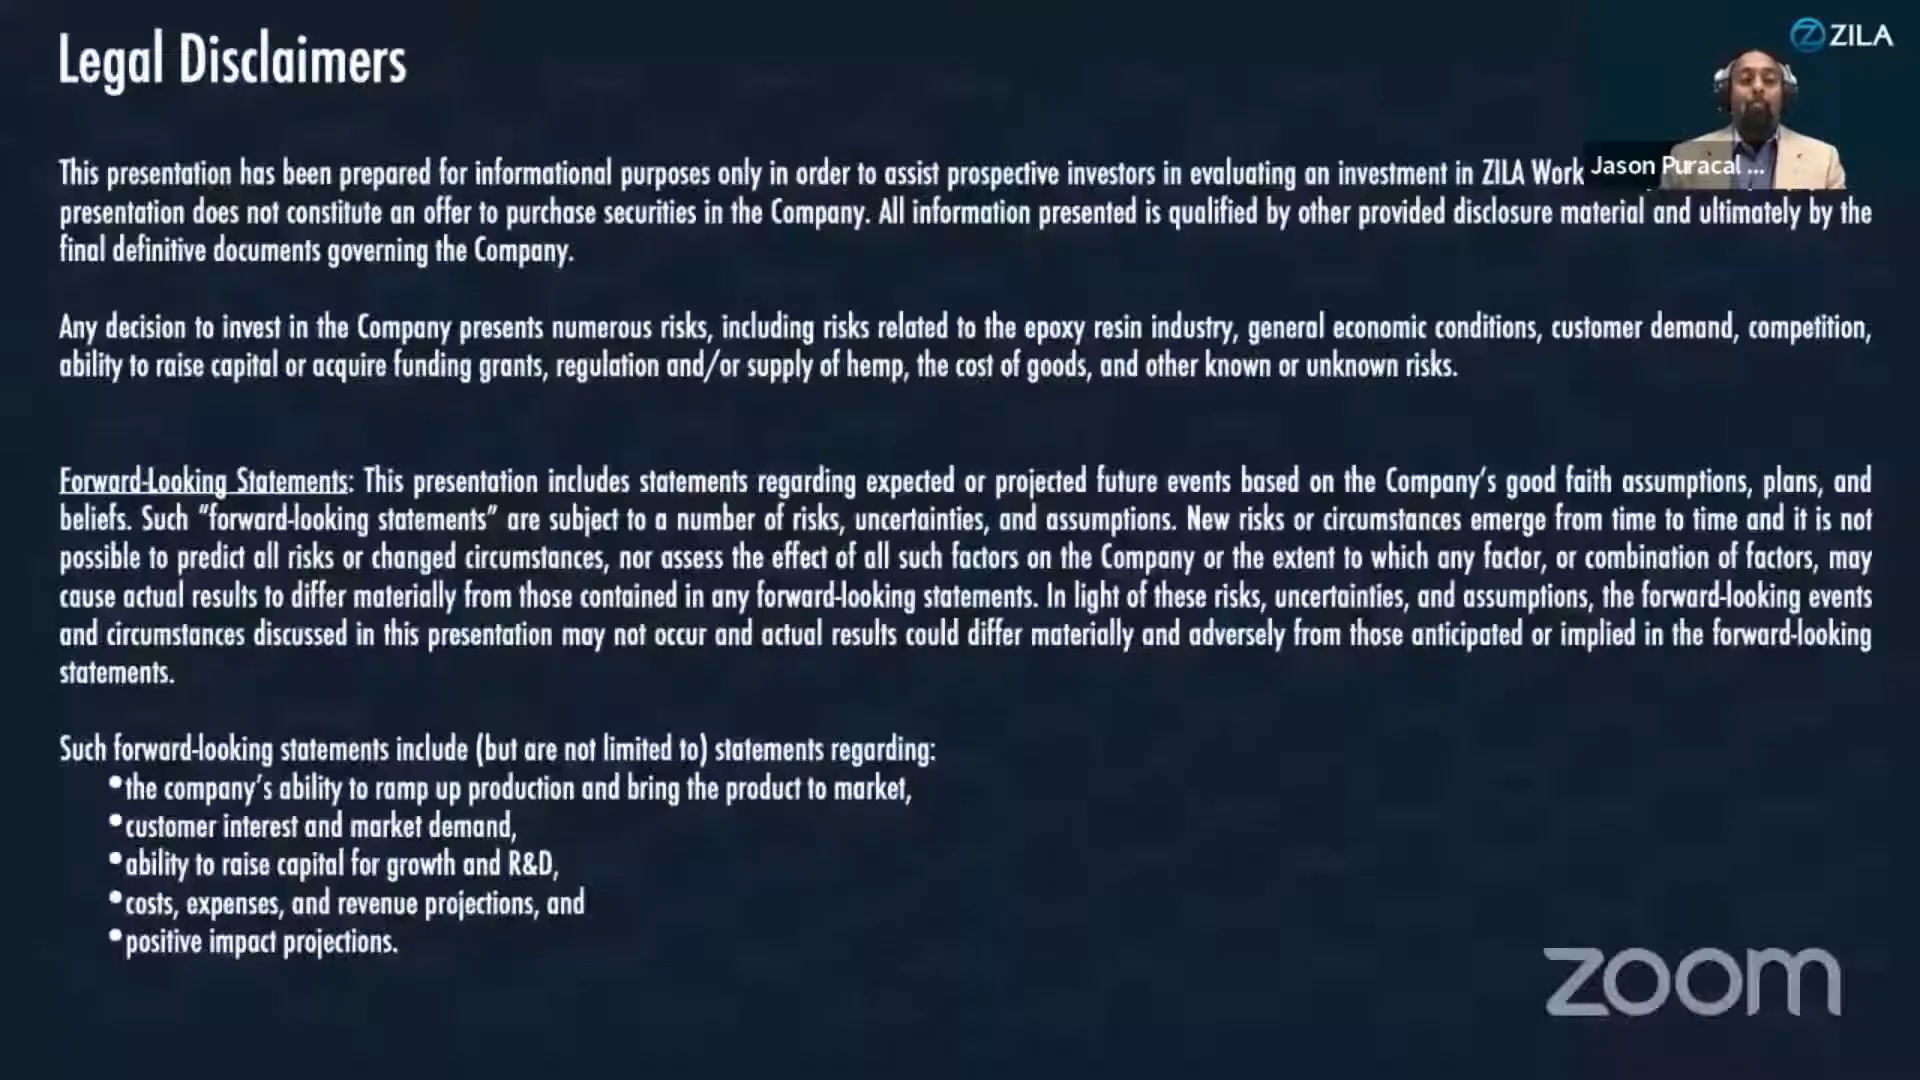 Legal Disclaimers
ZILA
This presentation has been prepared for informational purposes only in order to assist prospective investors in evaluating an investment in ZILA Work
Jason Puracal ...
presentation does not constitute an offer to purchase securities in the Company. All information presented is qualified by other provided disclosure material and ultimately by the
final definitive documents governing the Company.
Any decision to invest in the Company presents numerous risks, including risks related to the epoxy resin industry, general economic conditions, customer demand, competition,
ability to raise capital or acquire funding grants, regulation and/or supply of hemp, the cost of goods, and other known or unknown risks.
Forward-Looking Statements: This presentation includes statements regarding expected or projected future events based on the Company's good faith assumptions, plans, and
beliefs. Such "forward-looking statements" are subject to a number of risks, uncertainties, and assumptions. New risks or circumstances emerge from time to time and it is not
possible to predict all risks or changed circumstances, nor assess the effect of all such factors on the Company or the extent to which any factor, or combination of factors, may
cause actual results to differ materially from those contained in any forward-looking statements. In light of these risks, uncertainties, and assumptions, the forward-looking events
and circumstances discussed in this presentation may not occur and actual results could differ materially and adversely from those anticipated or implied in the forward-looking
statements.
Such forward-looking statements include (but are not limited to) statements regarding:
•the company's ability to ramp up production and bring the product to market,
•customer interest and market demand,
•ability to raise capital for growth and R&D,
•costs, expenses, and revenue projections, and
•positive impact projections.
zoom